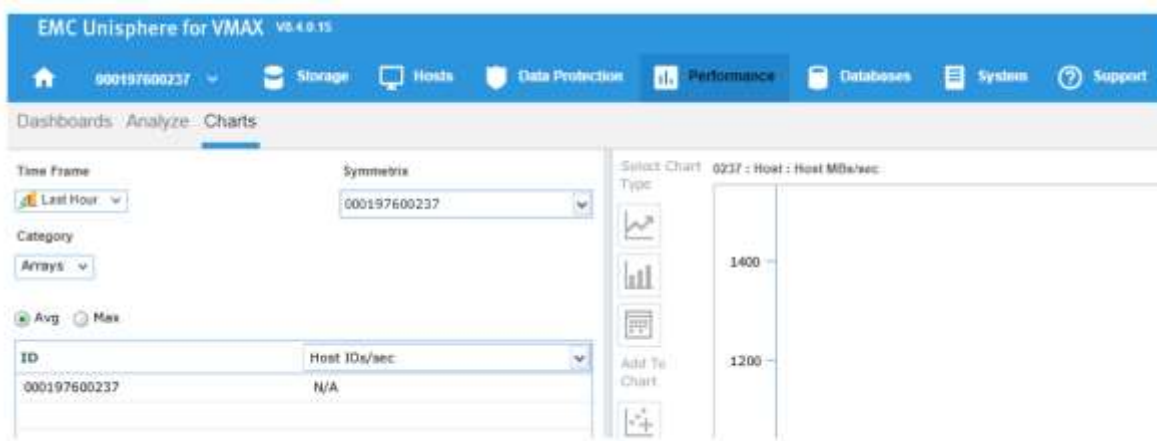 EMC Unisphere for VMAX V8.4.0.15
000197600237 Storage Hosts Data Protection Performance Databases System Support
Dashboards Analyze Charts
Time Frame Symmetrix
Last Hour 000197600237
Category
Arrays
Avg Max
ID Host IOs/sec
000197600237 N/A
Select Chart Type
Add To Chart
0237 : Host : Host MBs/sec
1400
1200